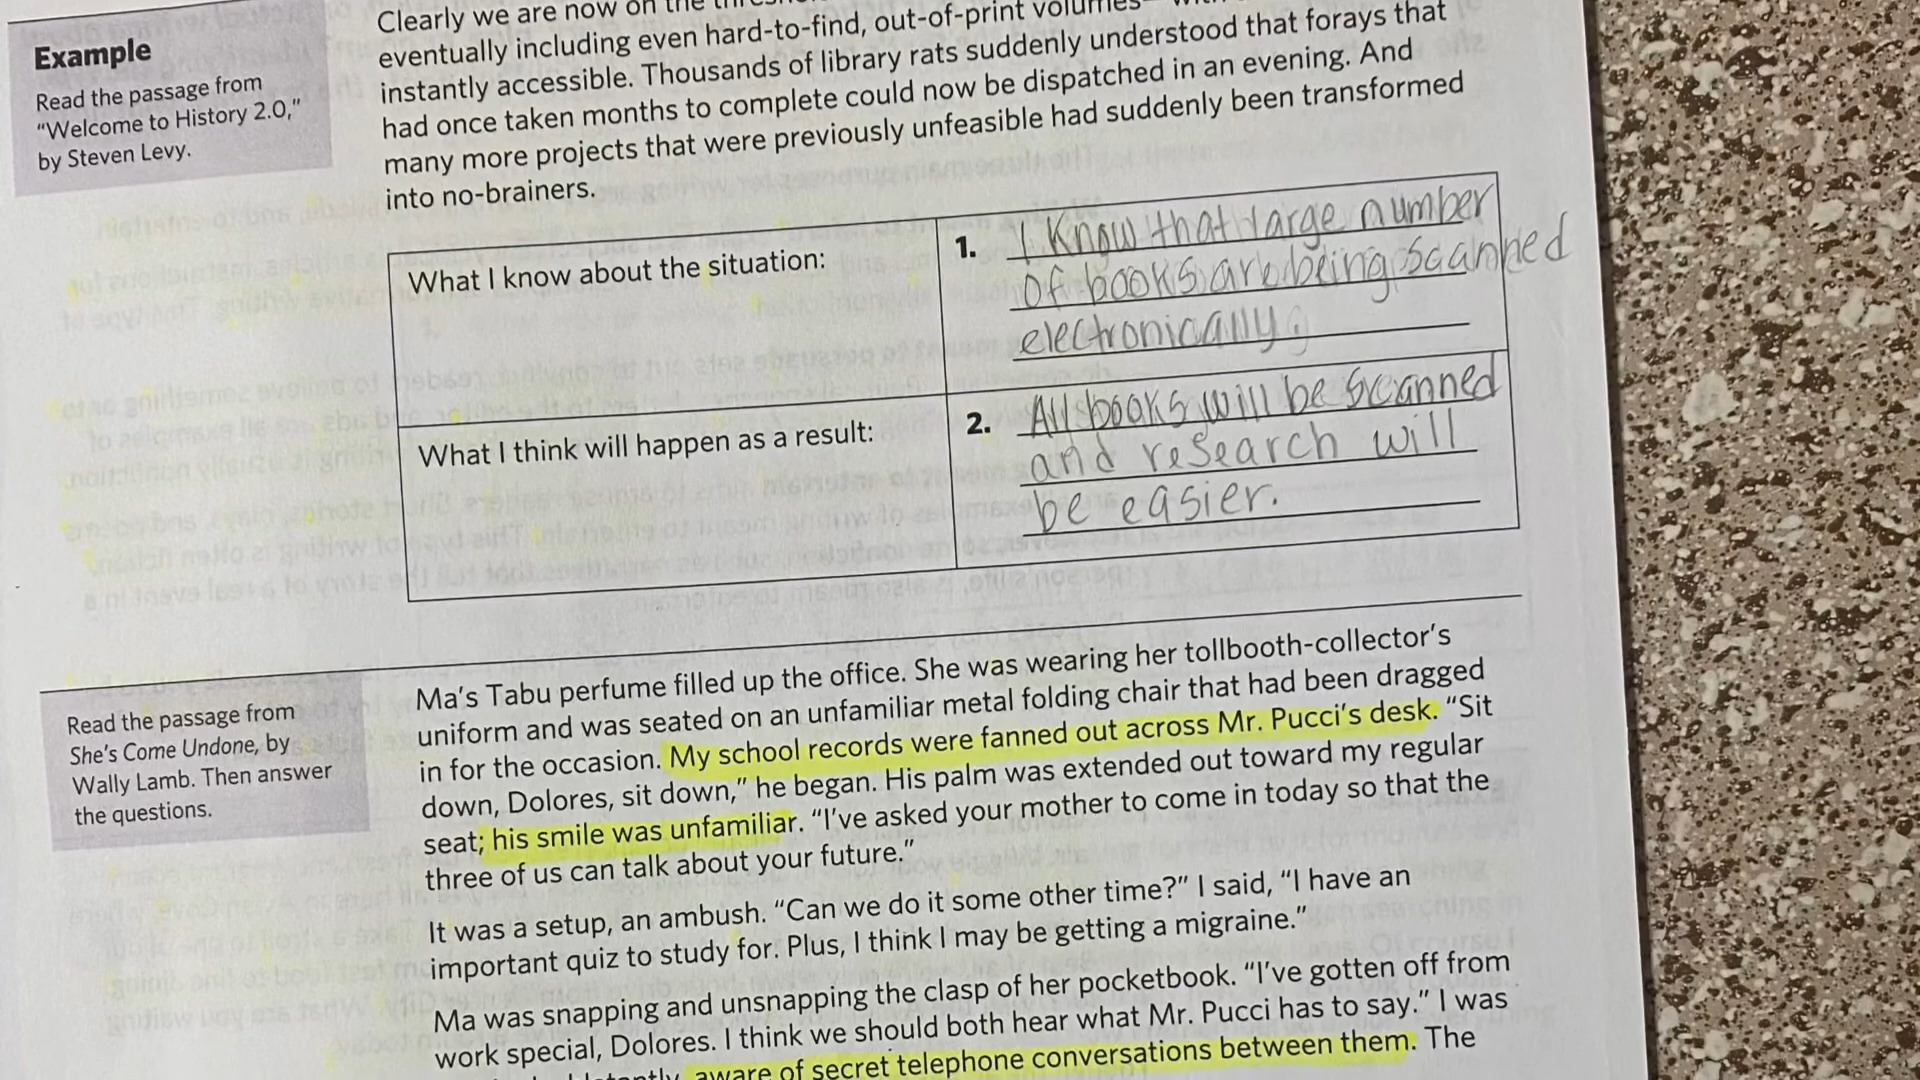 Example
Read the passage from
"Welcome to History 2.0,"
by Steven Levy.
Clearly we are now on the
eventually including even hard-to-find, out-of-print volumes
instantly accessible. Thousands of library rats suddenly understood that forays that
had once taken months to complete could now be dispatched in an evening. And
many more projects that were previously unfeasible had suddenly been transformed
into no-brainers.
What I know about the situation:
1. I Know that large number
of books are being scanned
electronically.
What I think will happen as a result:
2. All books will be scanned
and research will
be easier.
Read the passage from
She's Come Undone, by
Wally Lamb. Then answer
the questions.
Ma's Tabu perfume filled up the office. She was wearing her tollbooth-collector's
uniform and was seated on an unfamiliar metal folding chair that had been dragged
in for the occasion. My school records were fanned out across Mr. Pucci's desk. "Sit
down, Dolores, sit down," he began. His palm was extended out toward my regular
seat; his smile was unfamiliar. "I've asked your mother to come in today so that the
three of us can talk about your future."
It was a setup, an ambush. "Can we do it some other time?" I said, "I have an
important quiz to study for. Plus, I think I may be getting a migraine."
Ma was snapping and unsnapping the clasp of her pocketbook. "I've gotten off from
work special, Dolores. I think we should both hear what Mr. Pucci has to say." I was
aware of secret telephone conversations between them. The